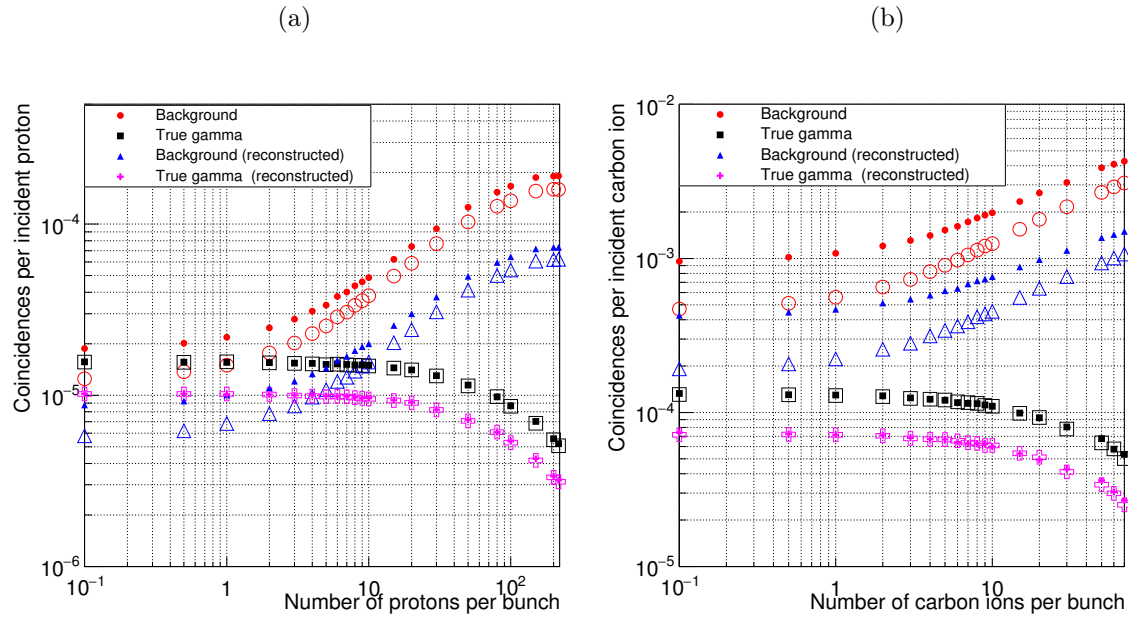 (a)
Coincidences per incident proton
Background
True gamma
Background (reconstructed)
True gamma  (reconstructed)
10⁻⁴
10⁻⁵
10⁻⁶
10⁻¹
1
10
10²
Number of protons per bunch
(b)
Coincidences per incident carbon ion
10⁻²
Background
True gamma
Background (reconstructed)
True gamma  (reconstructed)
10⁻³
10⁻⁴
10⁻⁵
10⁻¹
1
10
Number of carbon ions per bunch